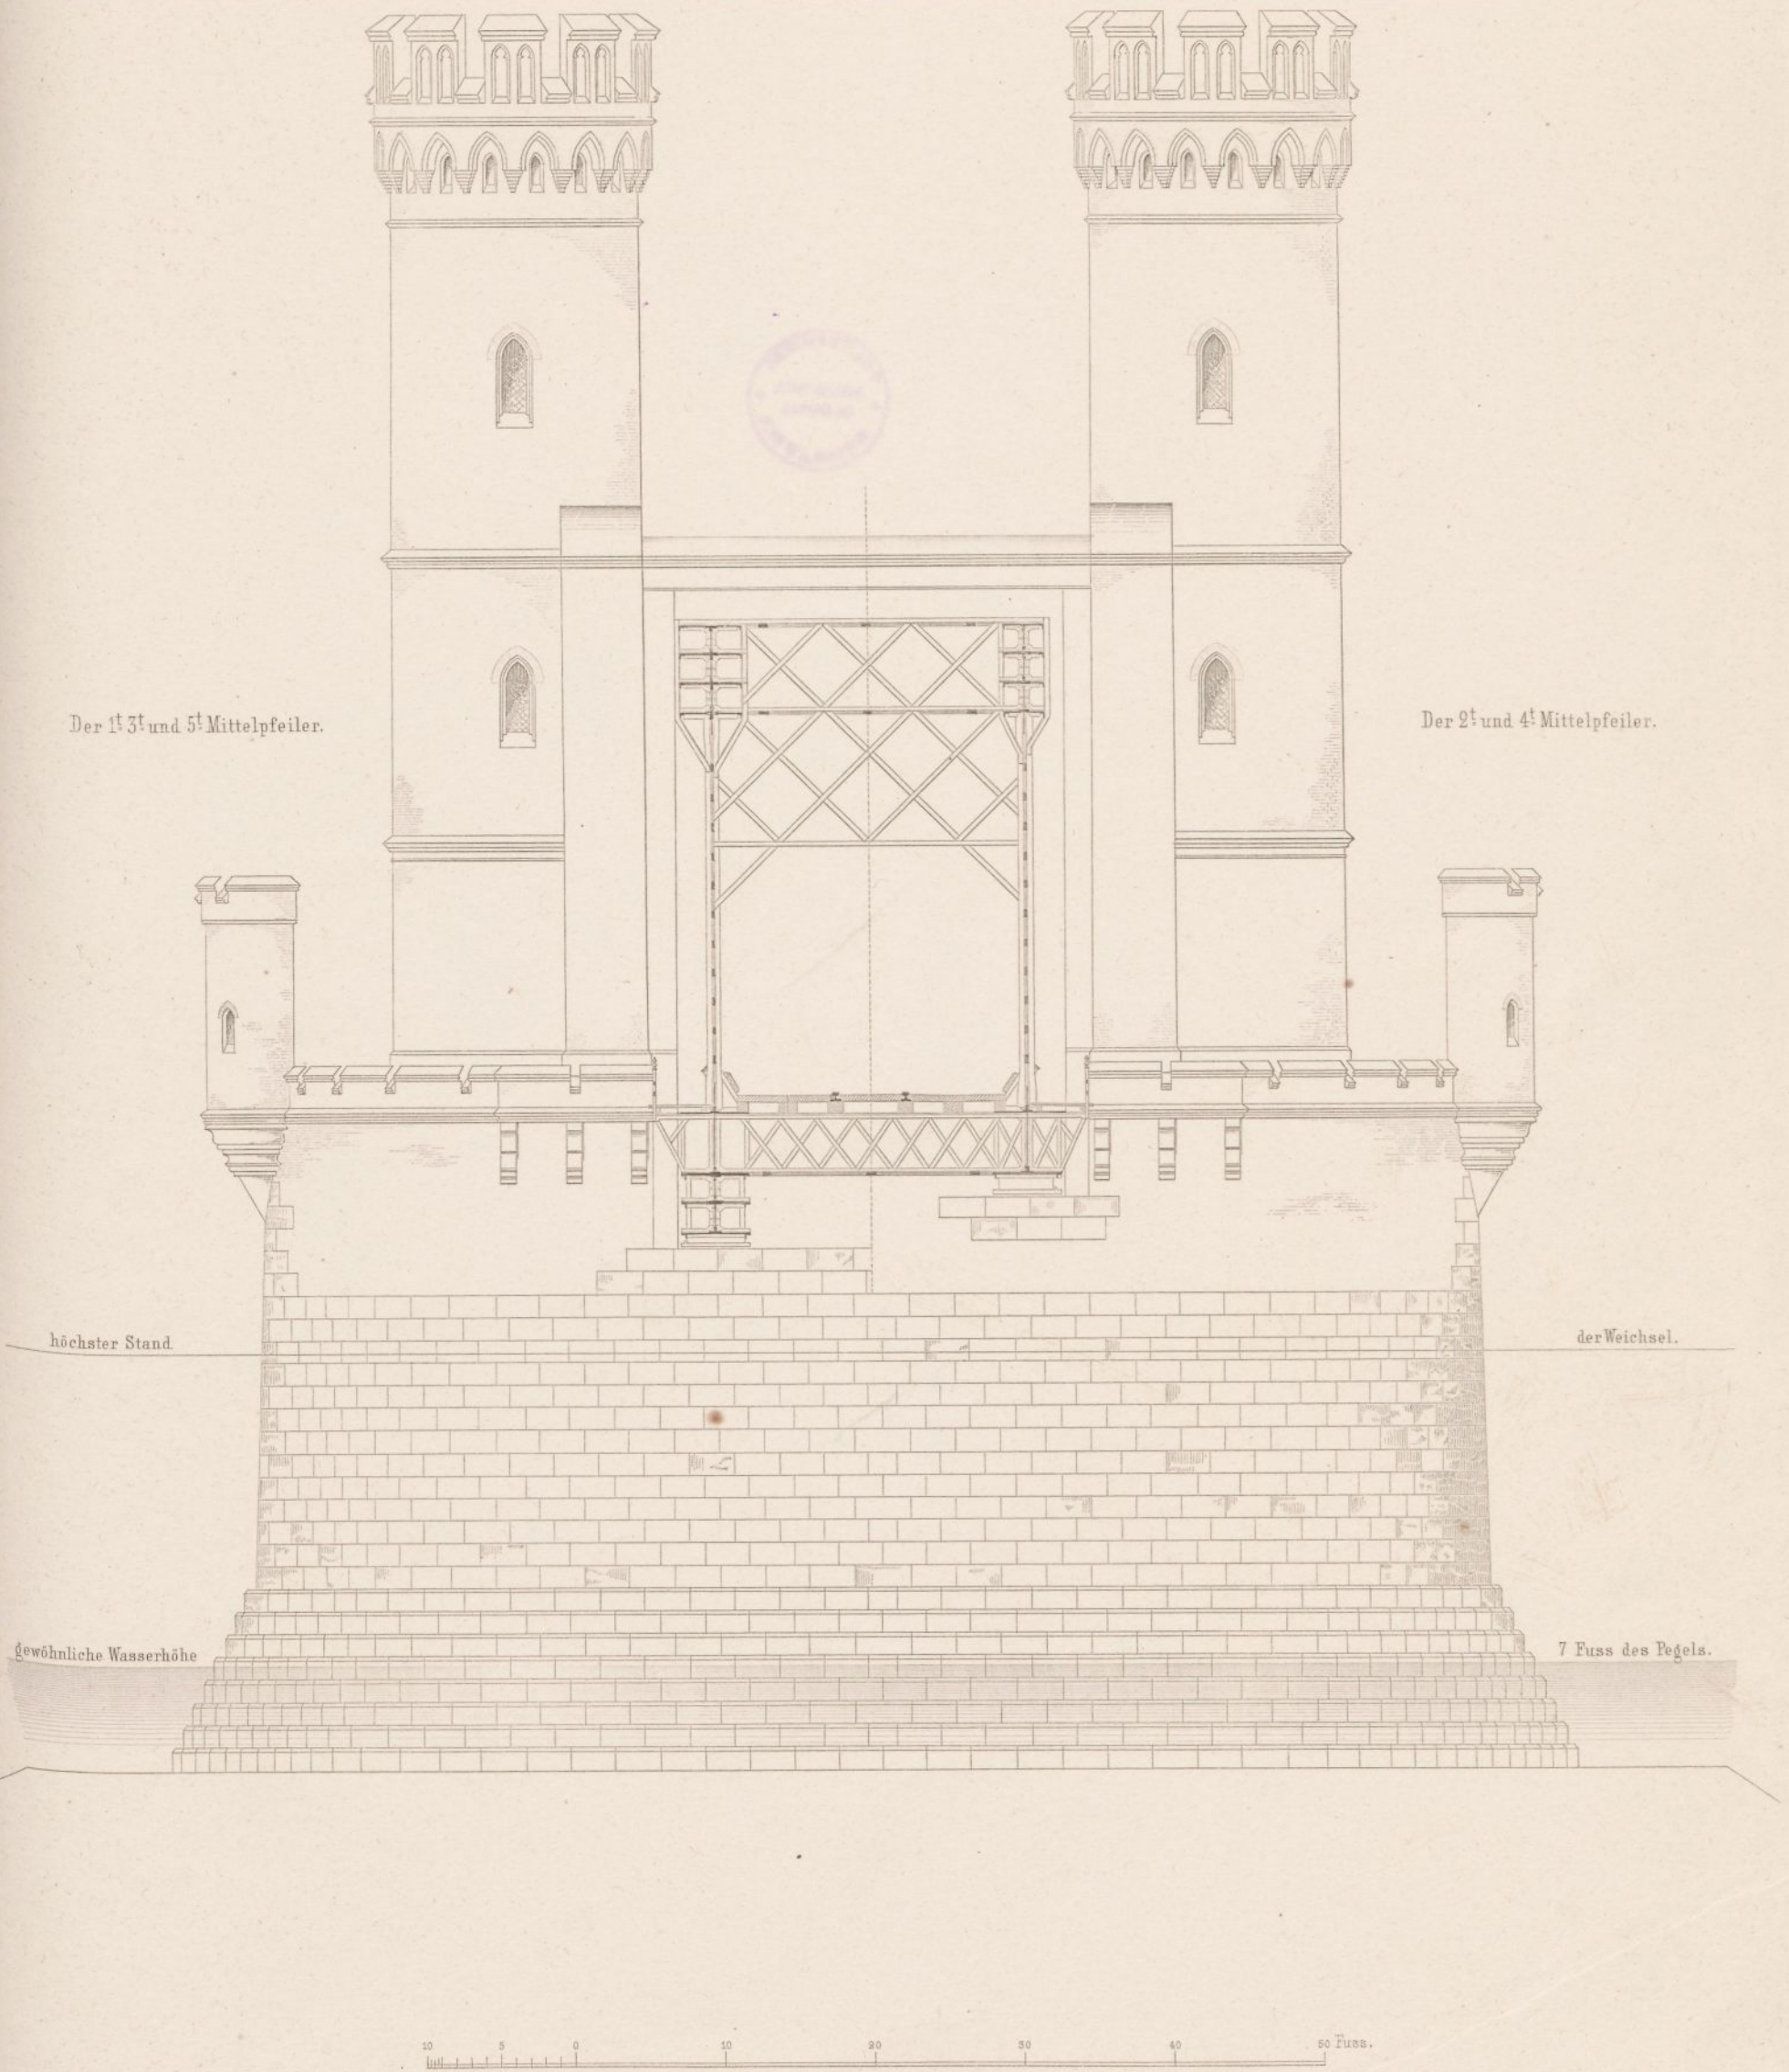 Der 1t. 3t. und 5t. Mittelpfeiler.
Der 2t. und 4t. Mittelpfeiler.
höchster Stand
der Weichsel.
gewöhnliche Wasserhöhe
7 Fuss des Pegels.
10 5 0 10 20 30 40 50 Fuss.